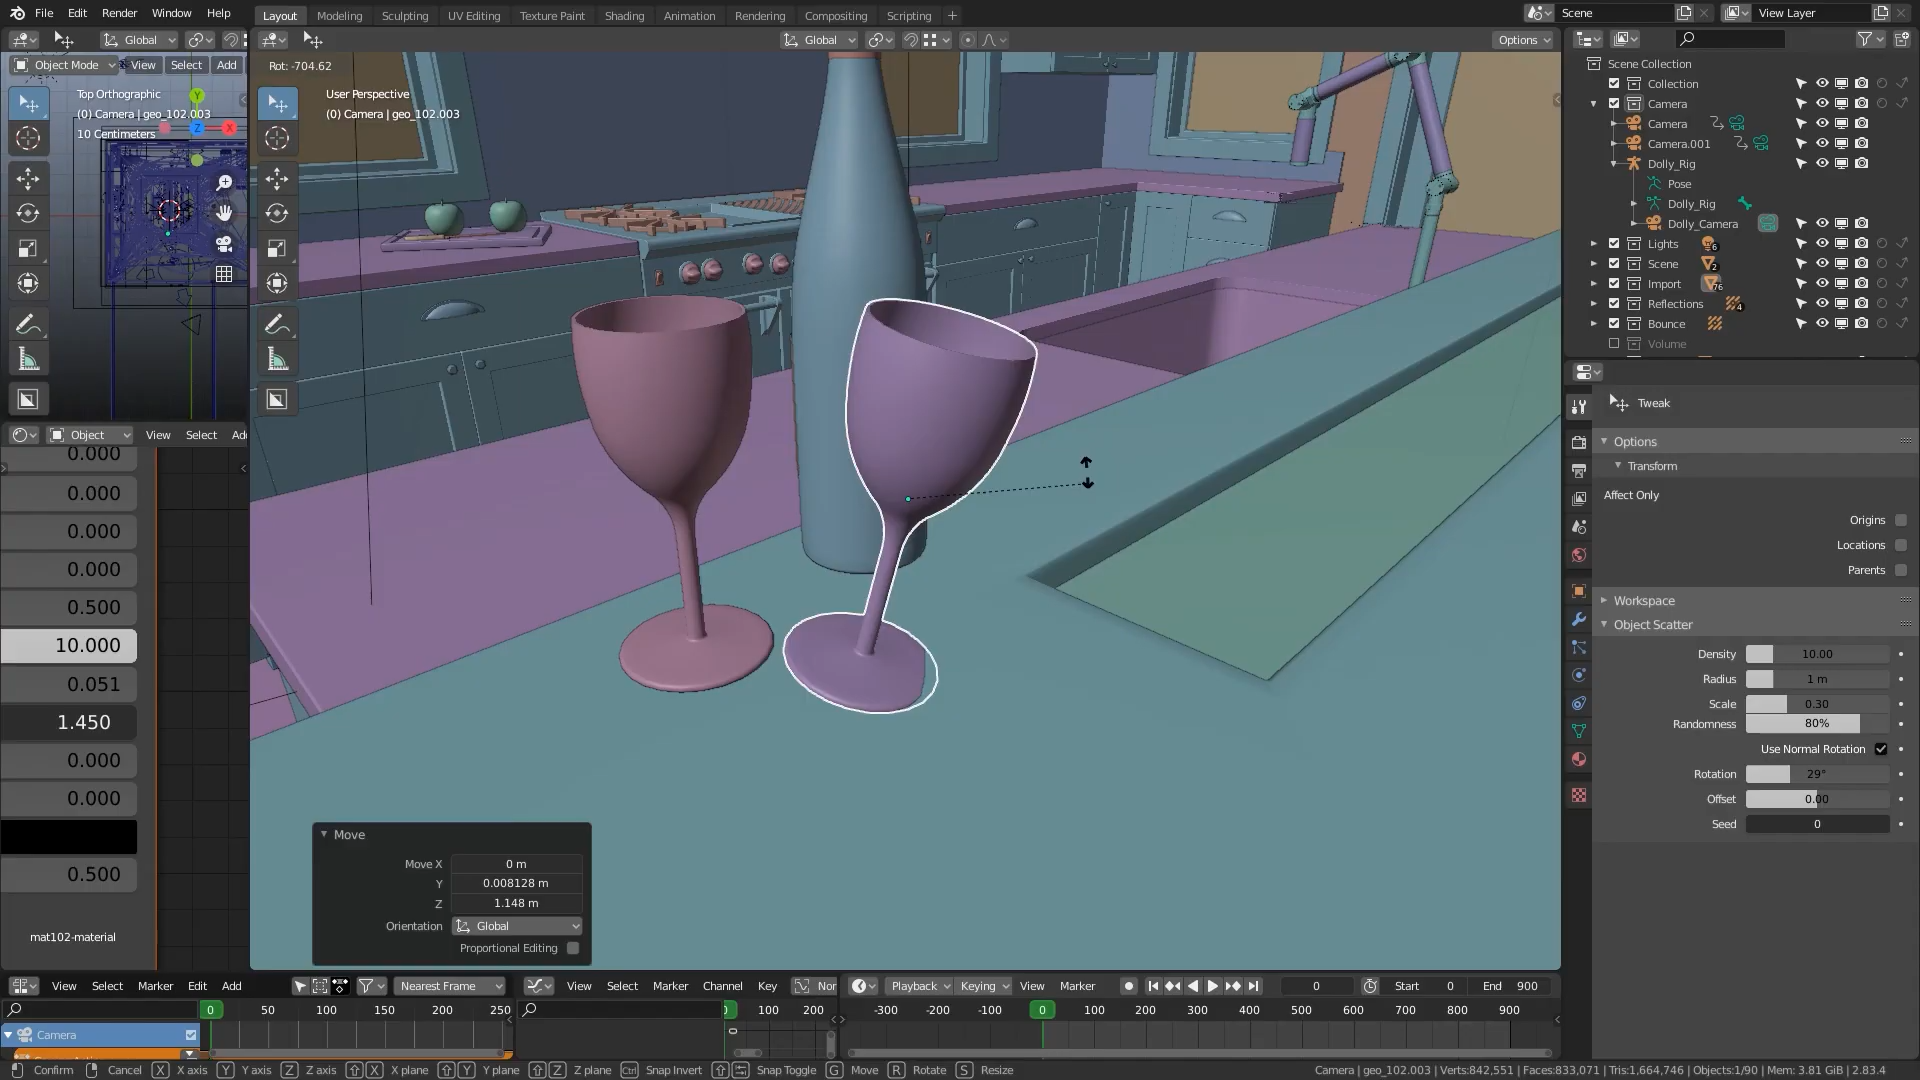 File Edit Render Window Help
Layout Modeling Sculpting UV Editing Texture Paint Shading Animation Rendering Compositing Scripting +
Scene
View Layer
Global
Global
Options
Object Mode View Select Add
Rot: -704.62
Top Orthographic
(0) Camera | geo_102.003
10 Centimeters
Y
Z
X
User Perspective
(0) Camera | geo_102.003
Scene Collection
Collection
Camera
Camera
Camera.001
Dolly_Rig
Pose
Dolly_Rig
Dolly_Camera
Lights 6
Scene 2
Import 76
Reflections 4
Bounce
Volume
Tweak
Options
Transform
Affect Only
Origins
Locations
Parents
Workspace
Object Scatter
Density 10.00
Radius 1 m
Scale 0.30
Randomness 80%
Use Normal Rotation
Rotation 29°
Offset 0.00
Seed 0
Object View Select
0.000
0.000
0.000
0.000
0.500
10.000
0.051
1.450
0.000
0.000
0.500
mat102-material
Move
Move X 0 m
Y 0.008128 m
Z 1.148 m
Orientation Global
Proportional Editing
View Select Marker Edit Add Nearest Frame
View Select Marker Channel Key
Playback Keying View Marker 0 Start 0 End 900
0 50 100 150 200 250
100 200
-300 -200 -100 0 100 200 300 400 500 600 700 800 900
Camera
Confirm Cancel X X axis Y Y axis Z Z axis X X plane Y Y plane Z Z plane Ctrl Snap Invert Snap Toggle G Move R Rotate S Resize
Camera | geo_102.003 | Verts:842,551 | Faces:833,071 | Tris:1,664,746 | Objects:1/90 | Mem: 3.81 GiB | 2.83.4